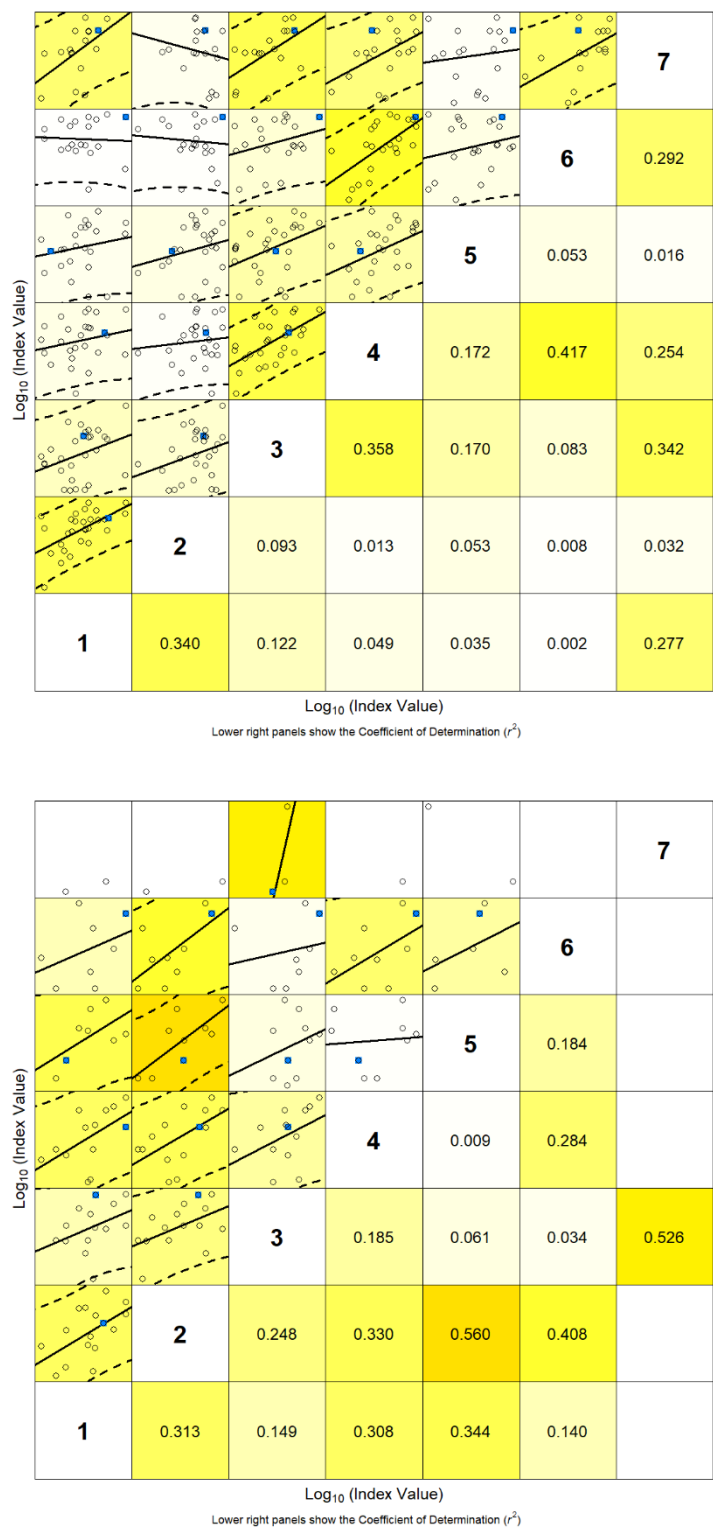 7
6 0.292
5 0.053 0.016
4 0.172 0.417 0.254
3 0.358 0.170 0.083 0.342
2 0.093 0.013 0.053 0.008 0.032
1 0.340 0.122 0.049 0.035 0.002 0.277
Log10 (Index Value)
Log10 (Index Value)
Lower right panels show the Coefficient of Determination (r²)
7
6
5 0.184
4 0.009 0.284
3 0.185 0.061 0.034 0.526
2 0.248 0.330 0.560 0.408
1 0.313 0.149 0.308 0.344 0.140
Log10 (Index Value)
Log10 (Index Value)
Lower right panels show the Coefficient of Determination (r²)